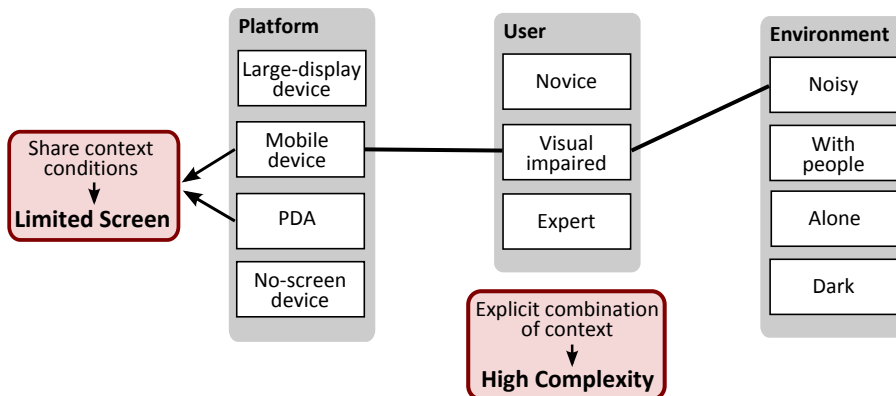 Platform
Large-display
device
Mobile
device
PDA
No-screen
device
User
Novice
Visual
impaired
Expert
Environment
Noisy
With
people
Alone
Dark
Share context
conditions
Limited Screen
Explicit combination
of context
High Complexity